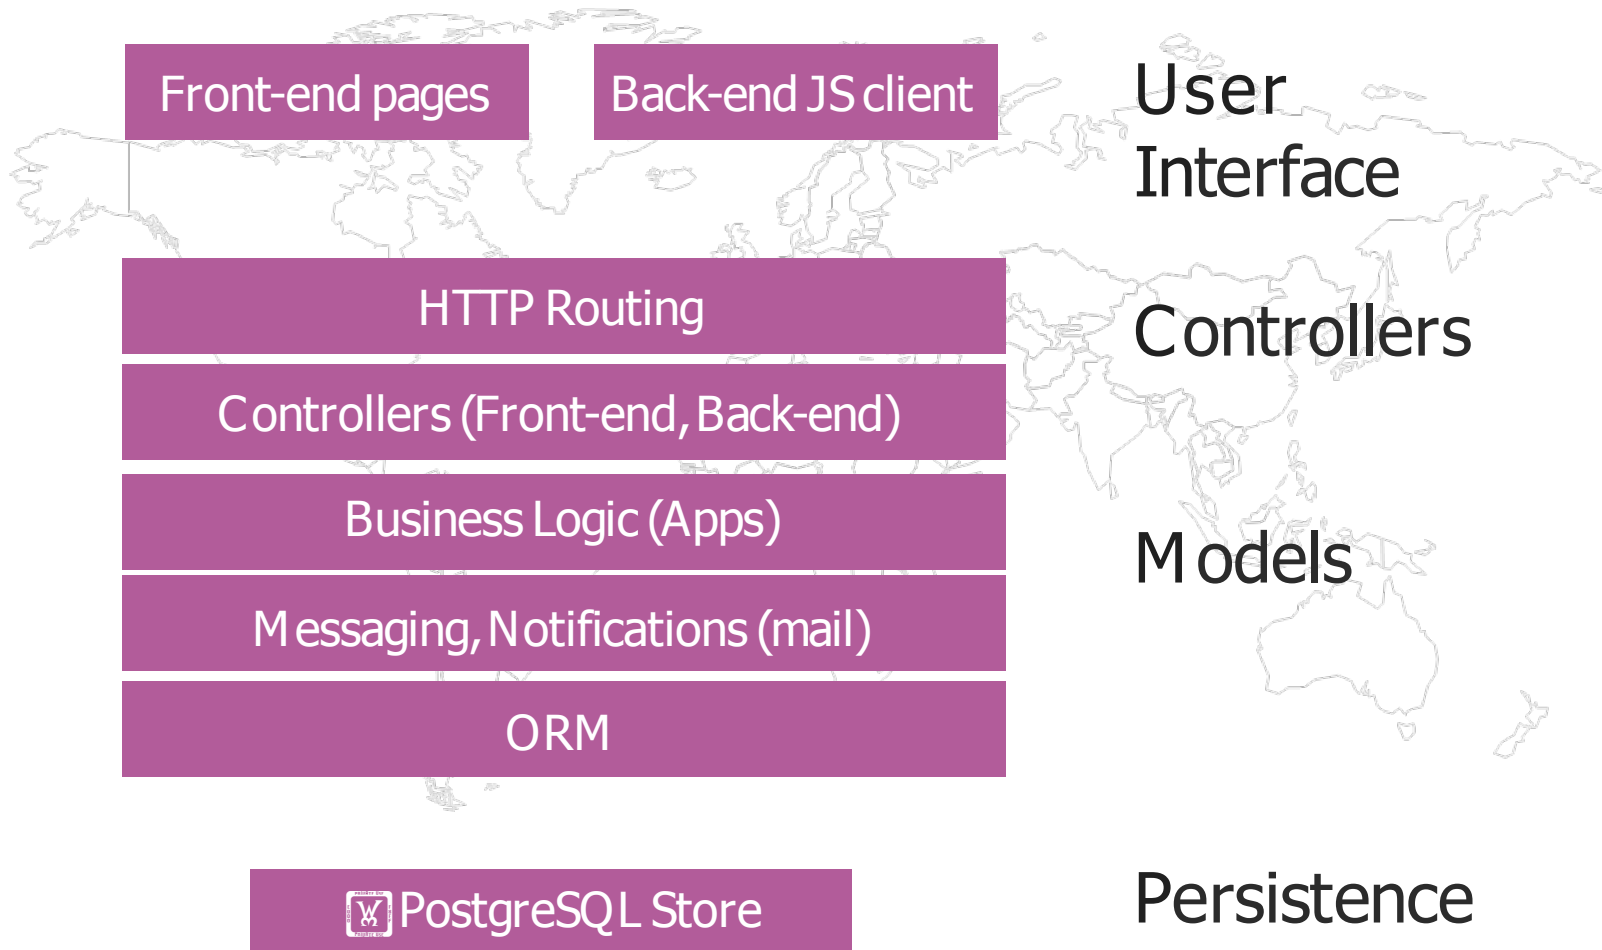 Front-end pages
Back-end JS client
User
Interface
HTTP Routing
Controllers
Controllers (Front-end, Back-end)
Business Logic (Apps)
Models
Messaging, Notifications (mail)
ORM
PostgreSQL Store
Persistence